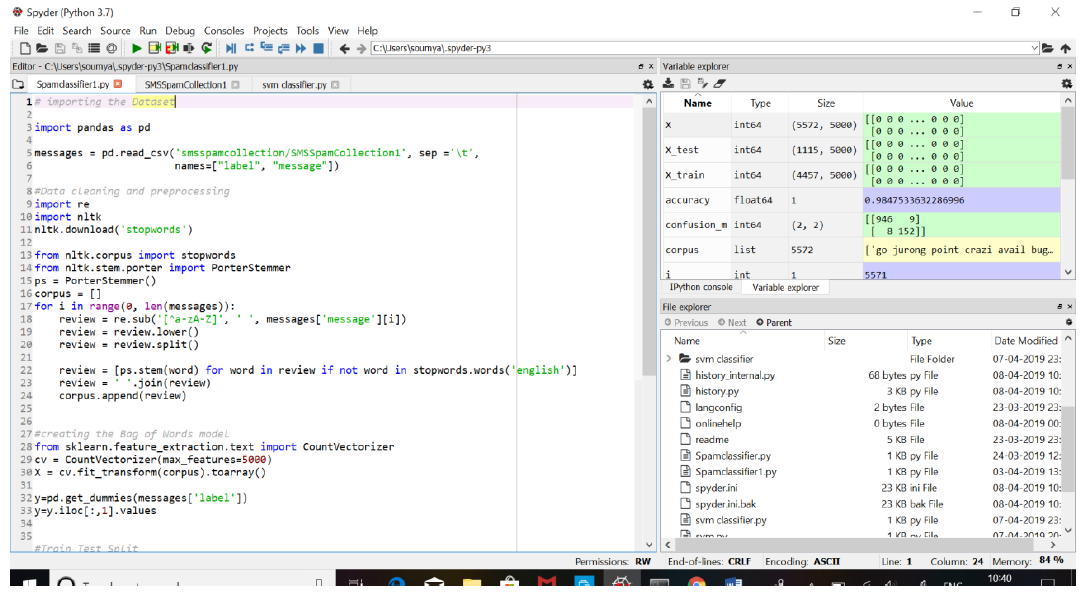 Spyder (Python 3.7)
File Edit Search Source Run Debug Consoles Projects Tools View Help
C:\Users\soumya\.spyder-py3
Editor - C:\Users\soumya\.spyder-py3\Spamclassifier1.py
Spamclassifier1.py SMSSpamCollection1 svm classifier.py
1 # importing the Dataset
2
3 import pandas as pd
4
5 messages = pd.read_csv('smsspamcollection/SMSSpamCollection1', sep ='\t',
6 names=["label", "message"])
7
8 #Data cleaning and preprocessing
9 import re
10 import nltk
11 nltk.download('stopwords')
12
13 from nltk.corpus import stopwords
14 from nltk.stem.porter import PorterStemmer
15 ps = PorterStemmer()
16 corpus = []
17 for i in range(0, len(messages)):
18 review = re.sub('[^a-zA-Z]', ' ', messages['message'][i])
19 review = review.lower()
20 review = review.split()
21
22 review = [ps.stem(word) for word in review if not word in stopwords.words('english')]
23 review = ' '.join(review)
24 corpus.append(review)
25
26
27 #creating the Bag of Words model
28 from sklearn.feature_extraction.text import CountVectorizer
29 cv = CountVectorizer(max_features=5000)
30 X = cv.fit_transform(corpus).toarray()
31
32 y=pd.get_dummies(messages['label'])
33 y=y.iloc[:,1].values
34
35
#Train Test Split
Variable explorer
Name Type Size Value
X int64 (5572, 5000) [[0 0 0 ... 0 0 0]
[0 0 0 ... 0 0 0]
X_test int64 (1115, 5000) [[0 0 0 ... 0 0 0]
[0 0 0 ... 0 0 0]
X_train int64 (4457, 5000) [[0 0 0 ... 0 0 0]
[0 0 0 ... 0 0 0]
accuracy float64 1 0.9847533632286996
confusion_m int64 (2, 2) [[946 9]
[ 8 152]]
corpus list 5572 ['go jurong point crazi avail bug…
i int 1 5571
IPython console Variable explorer
File explorer
Previous Next Parent
Name Size Type Date Modified
svm classifier File Folder 07-04-2019 23:
history_internal.py 68 bytes py File 08-04-2019 10:
history.py 3 KB py File 08-04-2019 10:
langconfig 2 bytes File 23-03-2019 23:
onlinehelp 0 bytes File 08-04-2019 00:
readme 5 KB File 23-03-2019 23:
Spamclassifier.py 1 KB py File 24-03-2019 12:
Spamclassifier1.py 1 KB py File 03-04-2019 13:
spyder.ini 23 KB ini File 08-04-2019 10:
spyder.ini.bak 23 KB bak File 08-04-2019 10:
svm classifier.py 1 KB py File 07-04-2019 23:
svm.py 1 KB py File 07-04-2019 20:
Permissions: RW End-of-lines: CRLF Encoding: ASCII Line: 1 Column: 24 Memory: 84 %
ENG 10:40